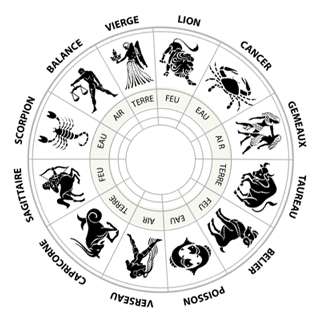 VIERGE
LION
CANCER
GEMEAUX
TAUREAU
BELIER
POISSON
VERSEAU
CAPRICORNE
SAGITTAIRE
SCORPION
BALANCE
TERRE
FEU
EAU
AIR
TERRE
FEU
EAU
AIR
TERRE
FEU
EAU
AIR